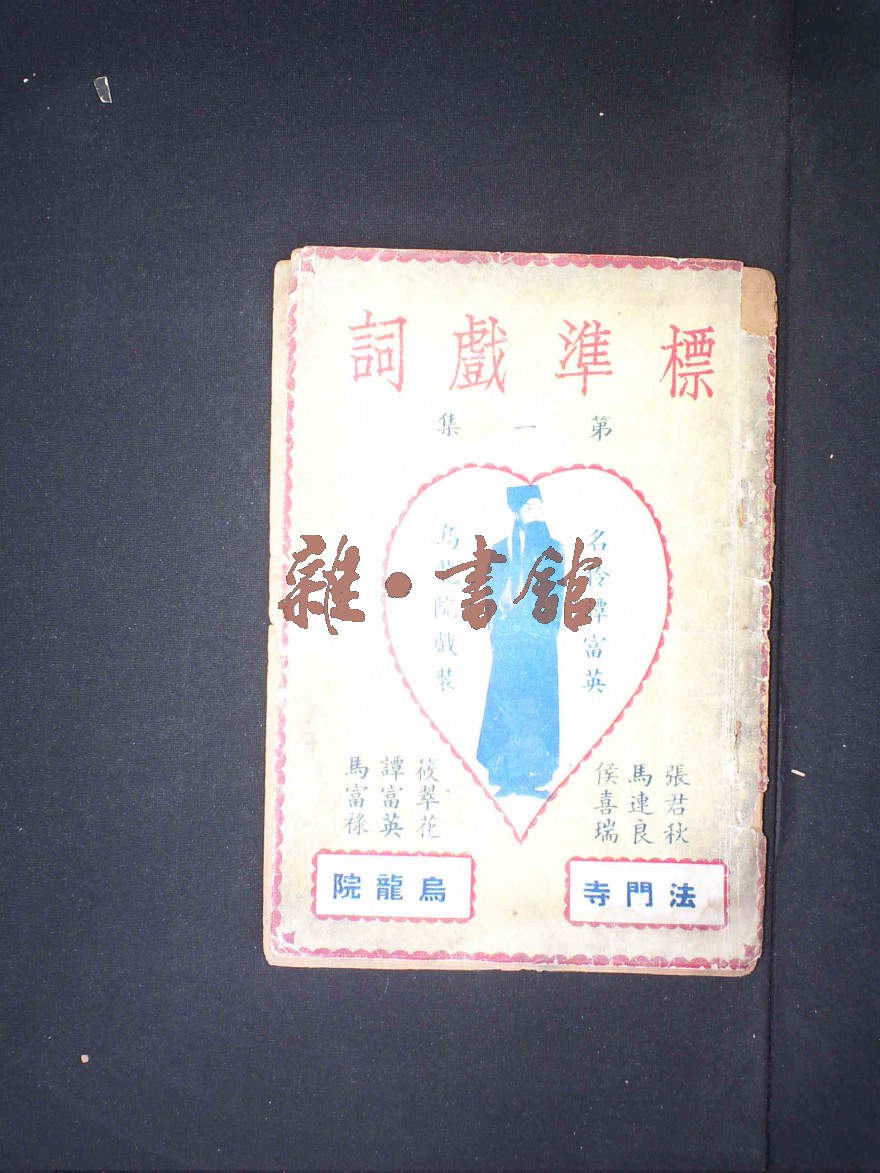 標準戲詞
第一集
名伶譚富英
烏龍院戲裝
雜·書館
張君秋
馬連良
侯喜瑞
筱翠花
譚富英
馬富祿
法門寺
烏龍院